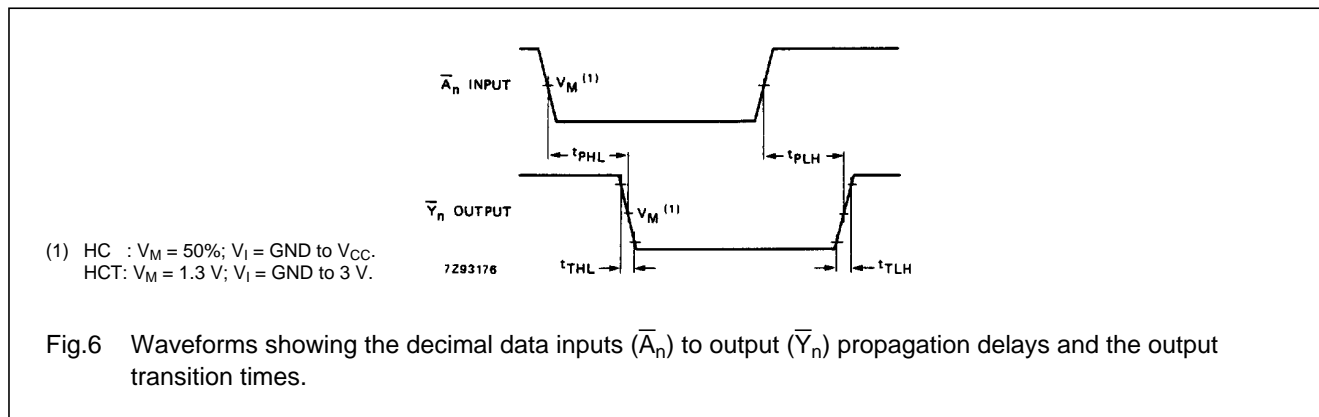 A̅n INPUT
VM (1)
tPHL
tPLH
Y̅n OUTPUT
VM (1)
(1) HC : VM = 50%; VI = GND to VCC.
HCT: VM = 1.3 V; VI = GND to 3 V.
7Z93176
tTHL
tTLH
Fig.6 Waveforms showing the decimal data inputs (A̅n) to output (Y̅n) propagation delays and the output
transition times.